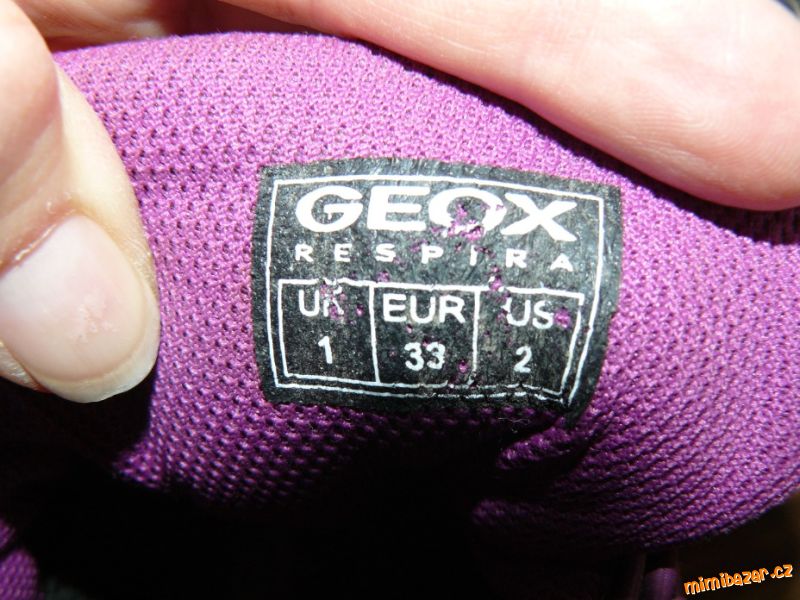 GEOX
RESPIRA
UK EUR US
1 33 2
mimibazar.cz